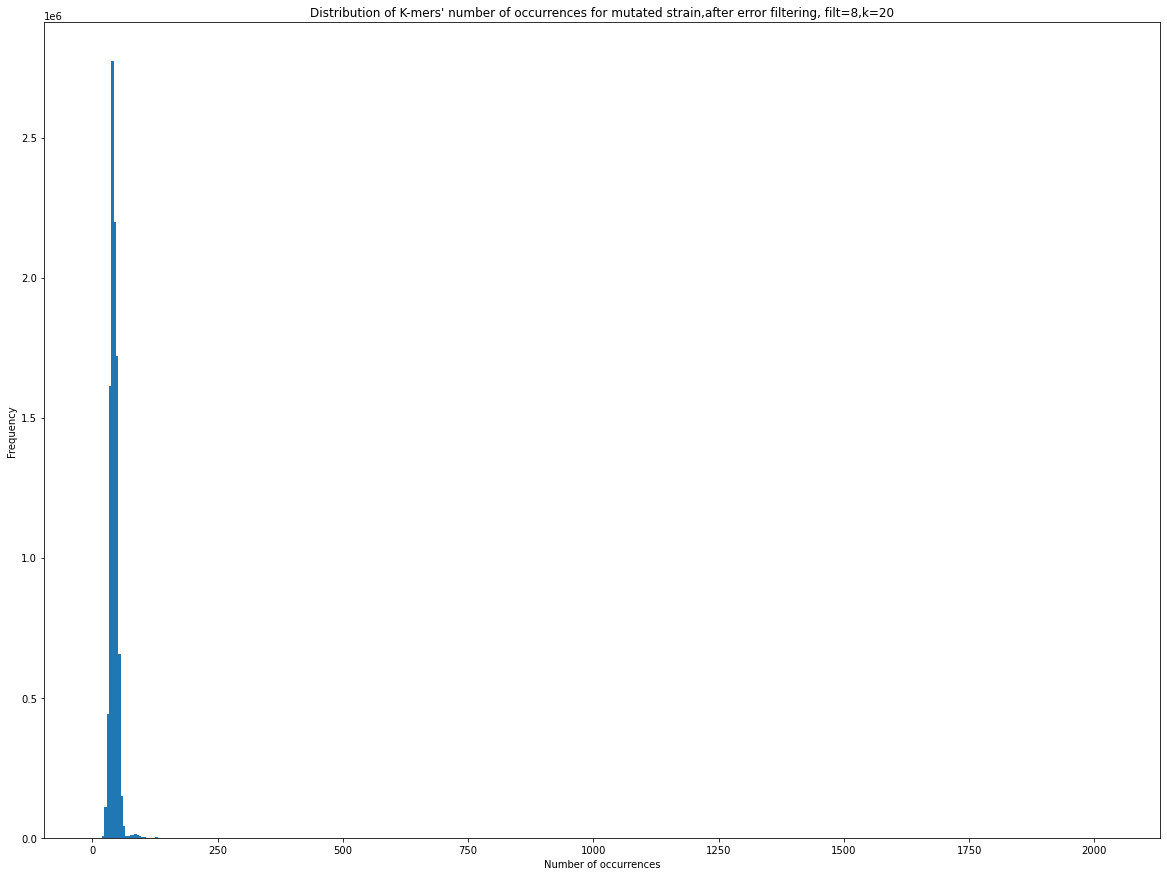 Distribution of K-mers' number of occurrences for mutated strain,after error filtering, filt=8,k=20
1e6
2.5
2.0
1.5
1.0
0.5
0.0
Frequency
0 250 500 750 1000 1250 1500 1750 2000
Number of occurrences